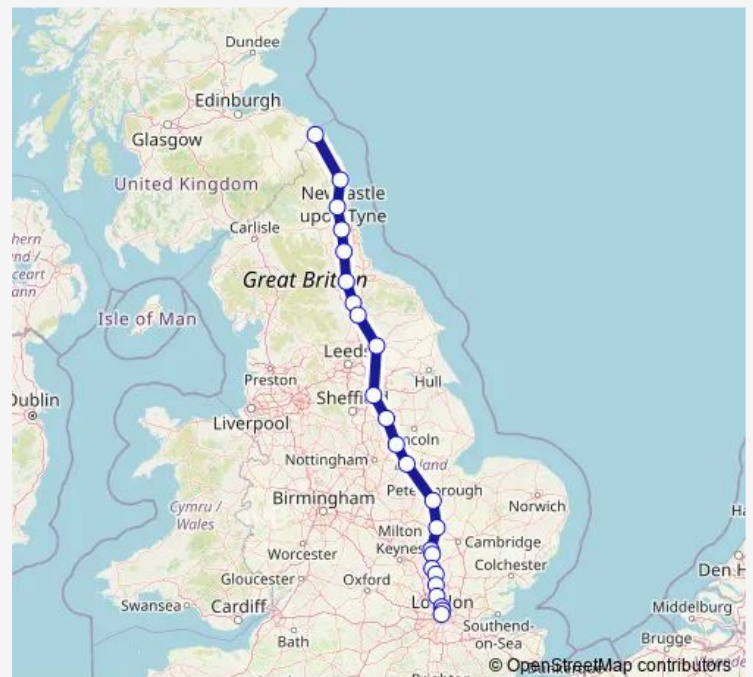 Dundee
Edinburgh
Glasgow
United Kingdom
Newcastle
upon Tyne
Carlisle
Great Britain
Isle of Man
Leeds
Preston
Hull
Dublin
Sheffield
Liverpool
Lincoln
Nottingham
Peterborough
Birmingham
Norwich
Cymru /
Wales
Milton
Keynes
Cambridge
Worcester
Colchester
Gloucester
Oxford
Den H
London
Swansea
Cardiff
Middelburg
Southend-
on-Sea
Bath
Brugge
© OpenStreetMap contributors